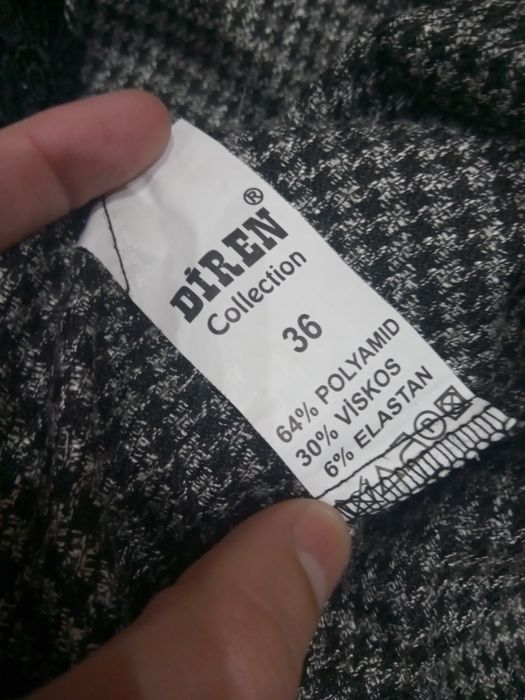 DİREN®
Collection
36
64% POLYAMID
30% VİSKOS
6% ELASTAN